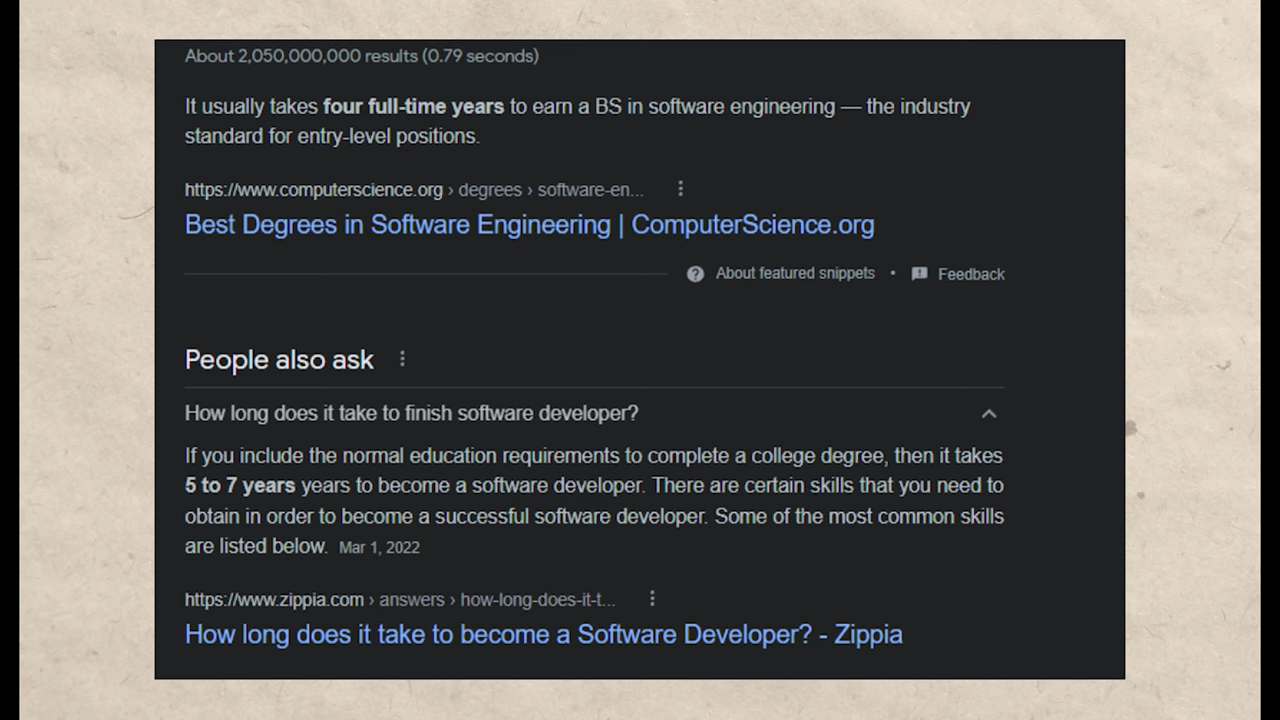 About 2,050,000,000 results (0.79 seconds)
It usually takes four full-time years to earn a BS in software engineering — the industry
standard for entry-level positions.
https://www.computerscience.org › degrees › software-en...
Best Degrees in Software Engineering | ComputerScience.org
About featured snippets • Feedback
People also ask
How long does it take to finish software developer?
If you include the normal education requirements to complete a college degree, then it takes
5 to 7 years years to become a software developer. There are certain skills that you need to
obtain in order to become a successful software developer. Some of the most common skills
are listed below. Mar 1, 2022
https://www.zippia.com › answers › how-long-does-it-t...
How long does it take to become a Software Developer? - Zippia